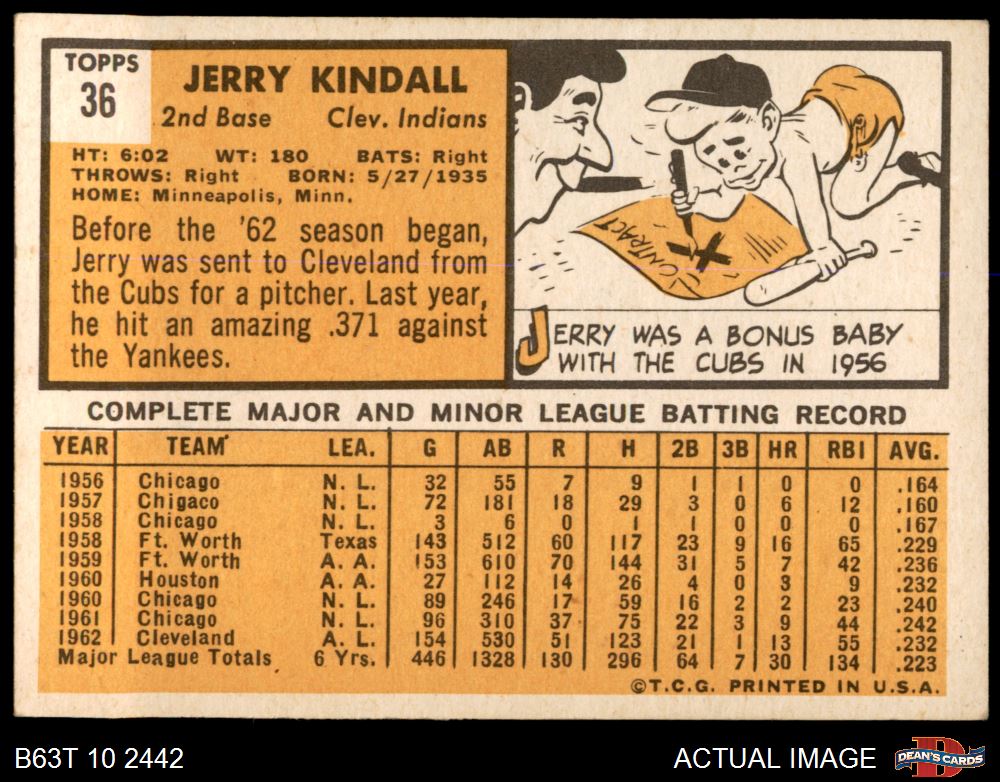 TOPPS
36
JERRY KINDALL
2nd Base Clev. Indians
HT: 6:02 WT: 180 BATS: Right
THROWS: Right BORN: 5/27/1935
HOME: Minneapolis, Minn.
Before the '62 season began,
Jerry was sent to Cleveland from
the Cubs for a pitcher. Last year,
he hit an amazing .371 against
the Yankees.
CONTRACT
X
JERRY WAS A BONUS BABY
WITH THE CUBS IN 1956
COMPLETE MAJOR AND MINOR LEAGUE BATTING RECORD
YEAR TEAM LEA. G AB R H 2B 3B HR RBI AVG.
1956 Chicago N. L. 32 55 7 9 1 1 0 0 .164
1957 Chigaco N. L. 72 181 18 29 3 0 6 12 .160
1958 Chicago N. L. 3 6 0 1 1 0 0 0 .167
1958 Ft. Worth Texas 143 512 60 117 23 9 16 65 .229
1959 Ft. Worth A. A. 153 610 70 144 31 5 7 42 .236
1960 Houston A. A. 27 112 14 26 4 0 3 9 .232
1960 Chicago N. L. 89 246 17 59 16 2 2 23 .240
1961 Chicago N. L. 96 310 37 75 22 3 9 44 .242
1962 Cleveland A. L. 154 530 51 123 21 1 13 55 .232
Major League Totals 6 Yrs. 446 1328 130 296 64 7 30 134 .223
©T.C.G. PRINTED IN U.S.A.
B63T 10 2442
ACTUAL IMAGE
D
DEAN'S CARDS